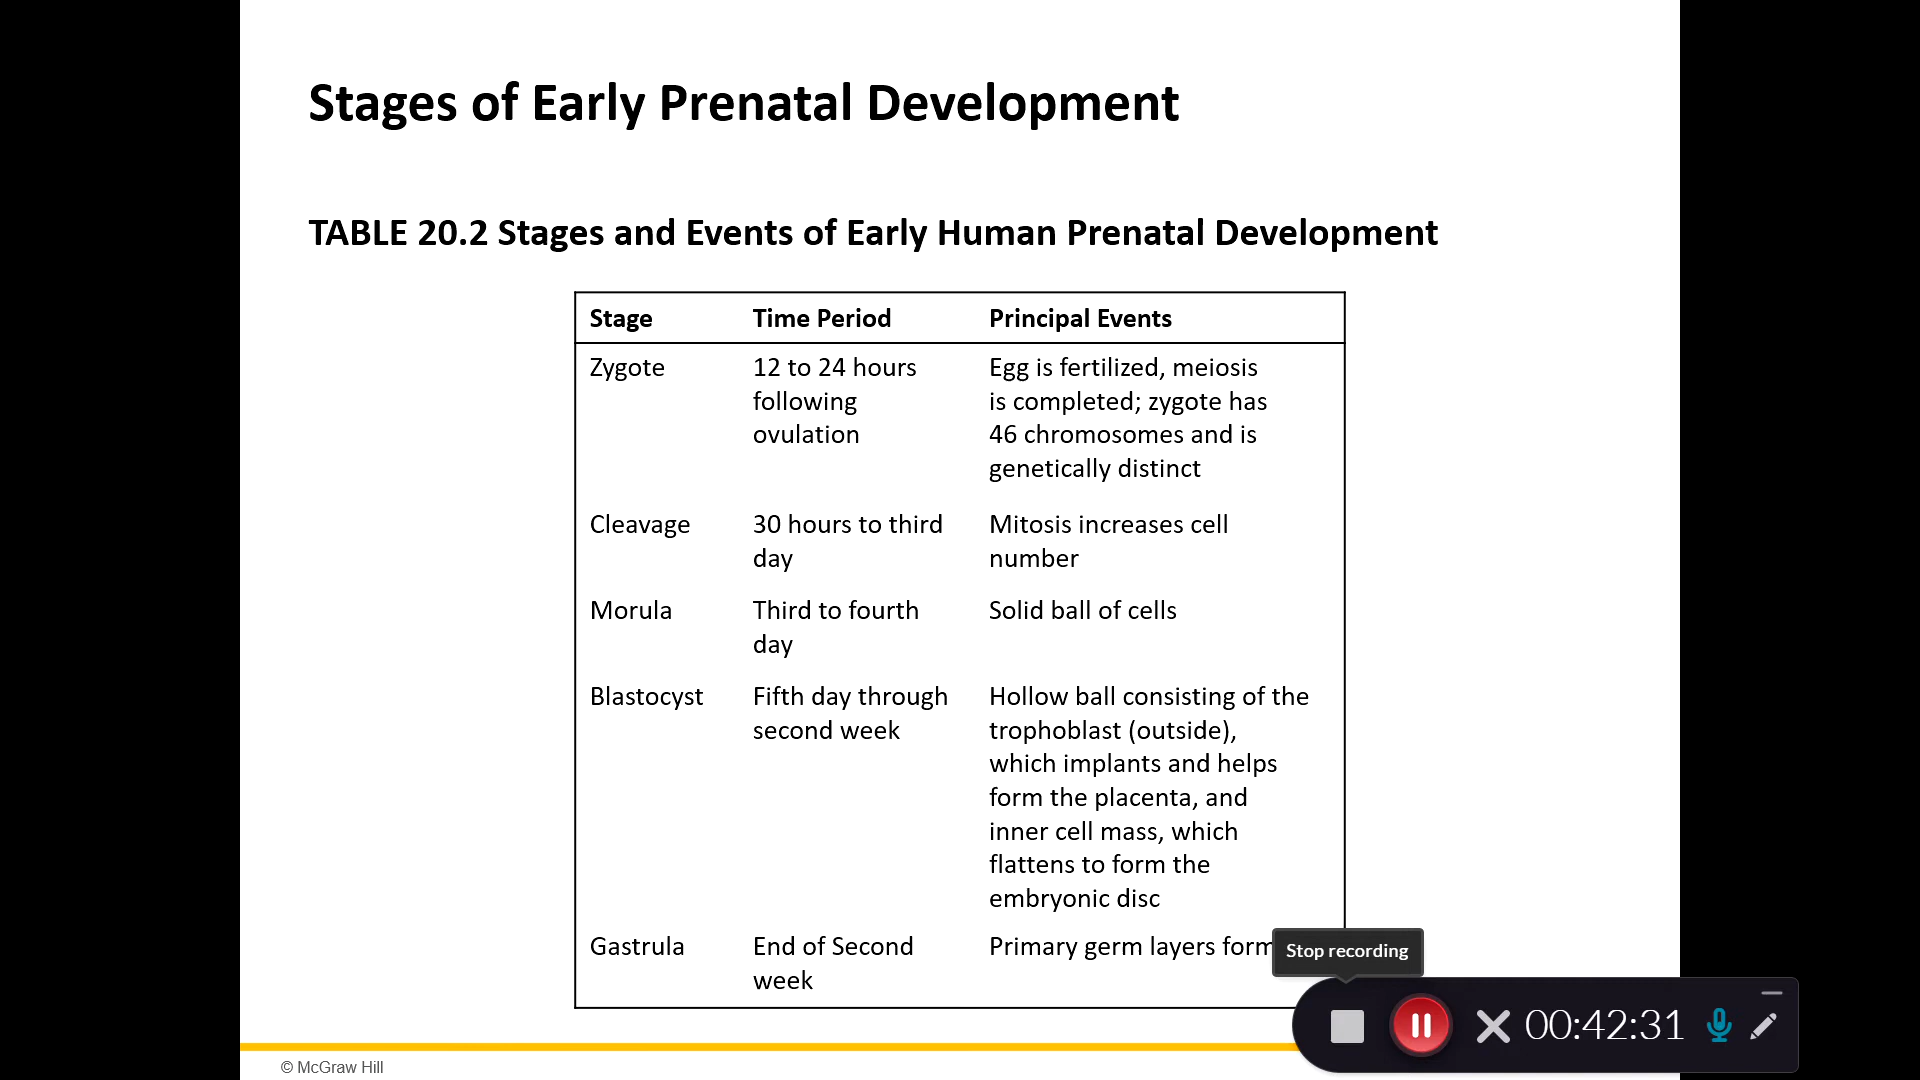 Stages of Early Prenatal Development
TABLE 20.2 Stages and Events of Early Human Prenatal Development
Stage Time Period Principal Events
Zygote 12 to 24 hours Egg is fertilized, meiosis
following is completed; zygote has
ovulation 46 chromosomes and is
genetically distinct
Cleavage 30 hours to third Mitosis increases cell
day number
Morula Third to fourth Solid ball of cells
day
Blastocyst Fifth day through Hollow ball consisting of the
second week trophoblast (outside),
which implants and helps
form the placenta, and
inner cell mass, which
flattens to form the
embryonic disc
Gastrula End of Second Primary germ layers form
week
Stop recording
00:42:31
© McGraw Hill